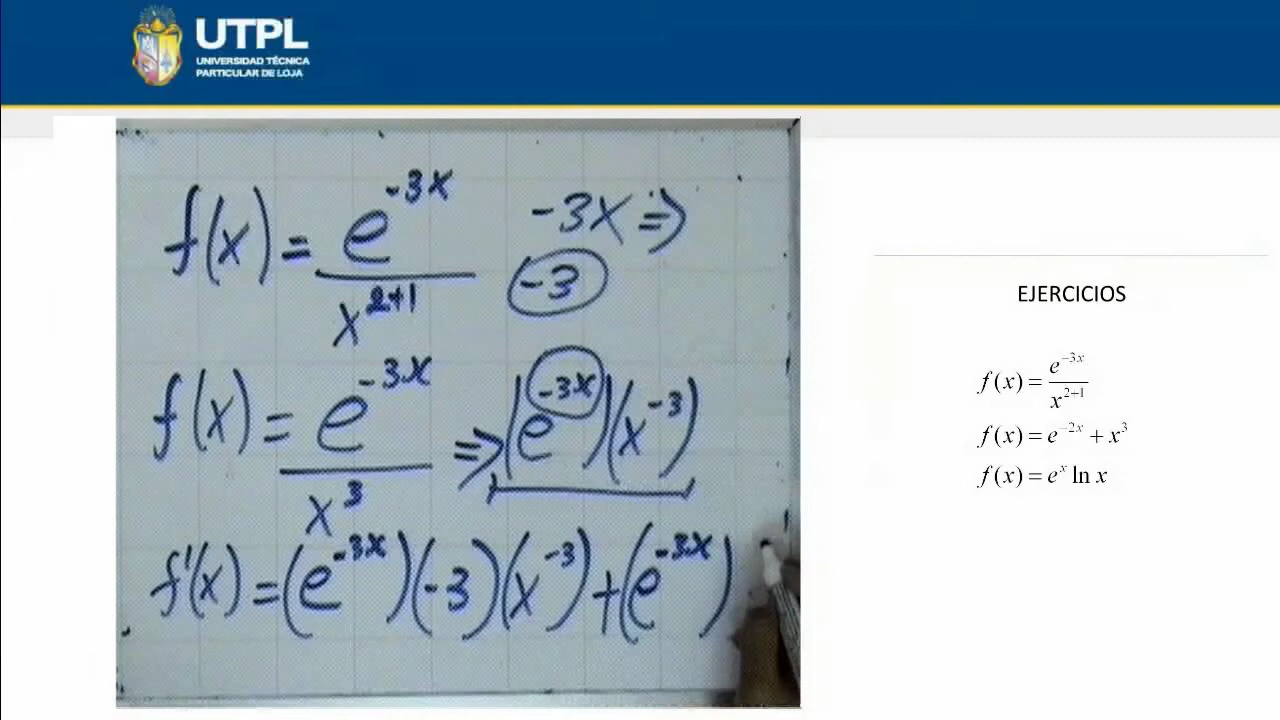 UTPL
UNIVERSIDAD TÉCNICA
PARTICULAR DE LOJA
f(x) = e^{-3x} / x^{2+1}
-3x ⇒
-3
f(x) = e^{-3x} / x^3 ⇒ (e^{-3x})(x^{-3})
f'(x) = (e^{-3x})(-3)(x^{-3}) + (e^{-3x})
EJERCICIOS
f(x) = e^{-3x} / x^{2+1}
f(x) = e^{-2x} + x^3
f(x) = e^x ln x